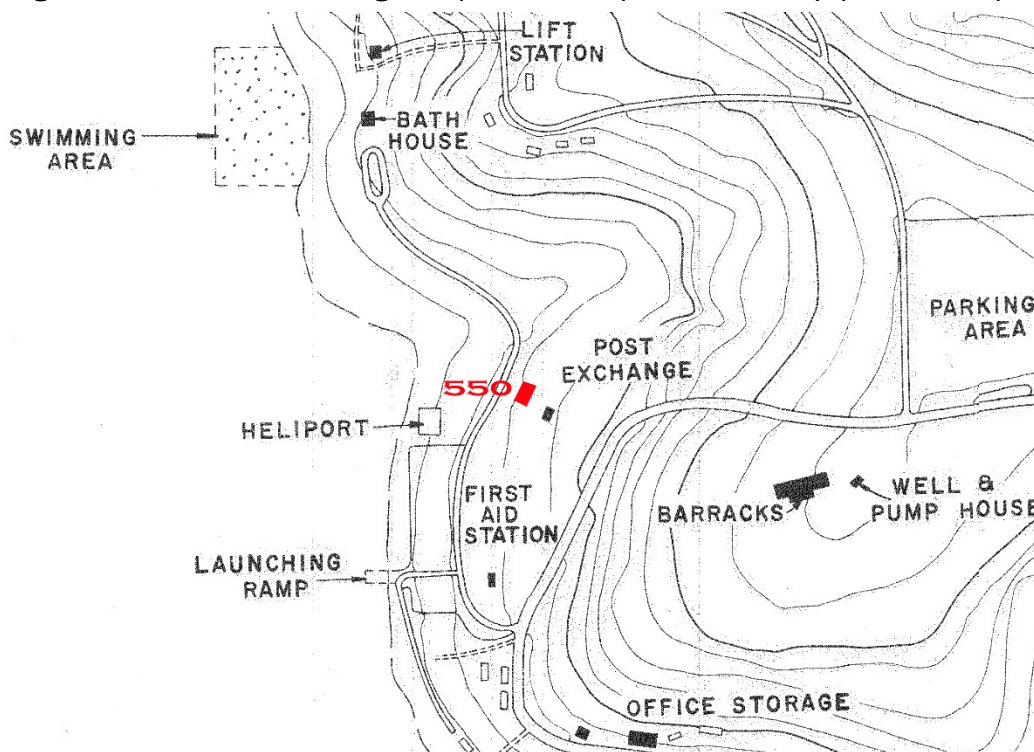 LIFT
STATION
SWIMMING
AREA
BATH
HOUSE
PARKING
AREA
POST
EXCHANGE
550
HELIPORT
FIRST
AID
STATION
BARRACKS
WELL &
PUMP HOUSE
LAUNCHING
RAMP
OFFICE STORAGE